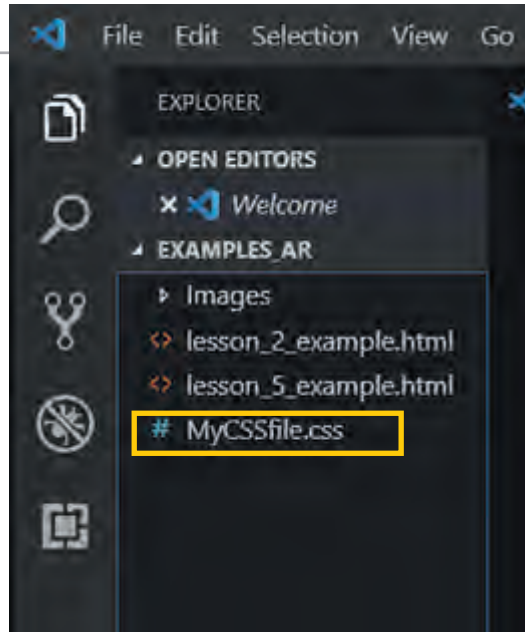 File Edit Selection View Go
EXPLORER
OPEN EDITORS
Welcome
EXAMPLES_AR
Images
lesson_2_example.html
lesson_5_example.html
# MyCSSfile.css